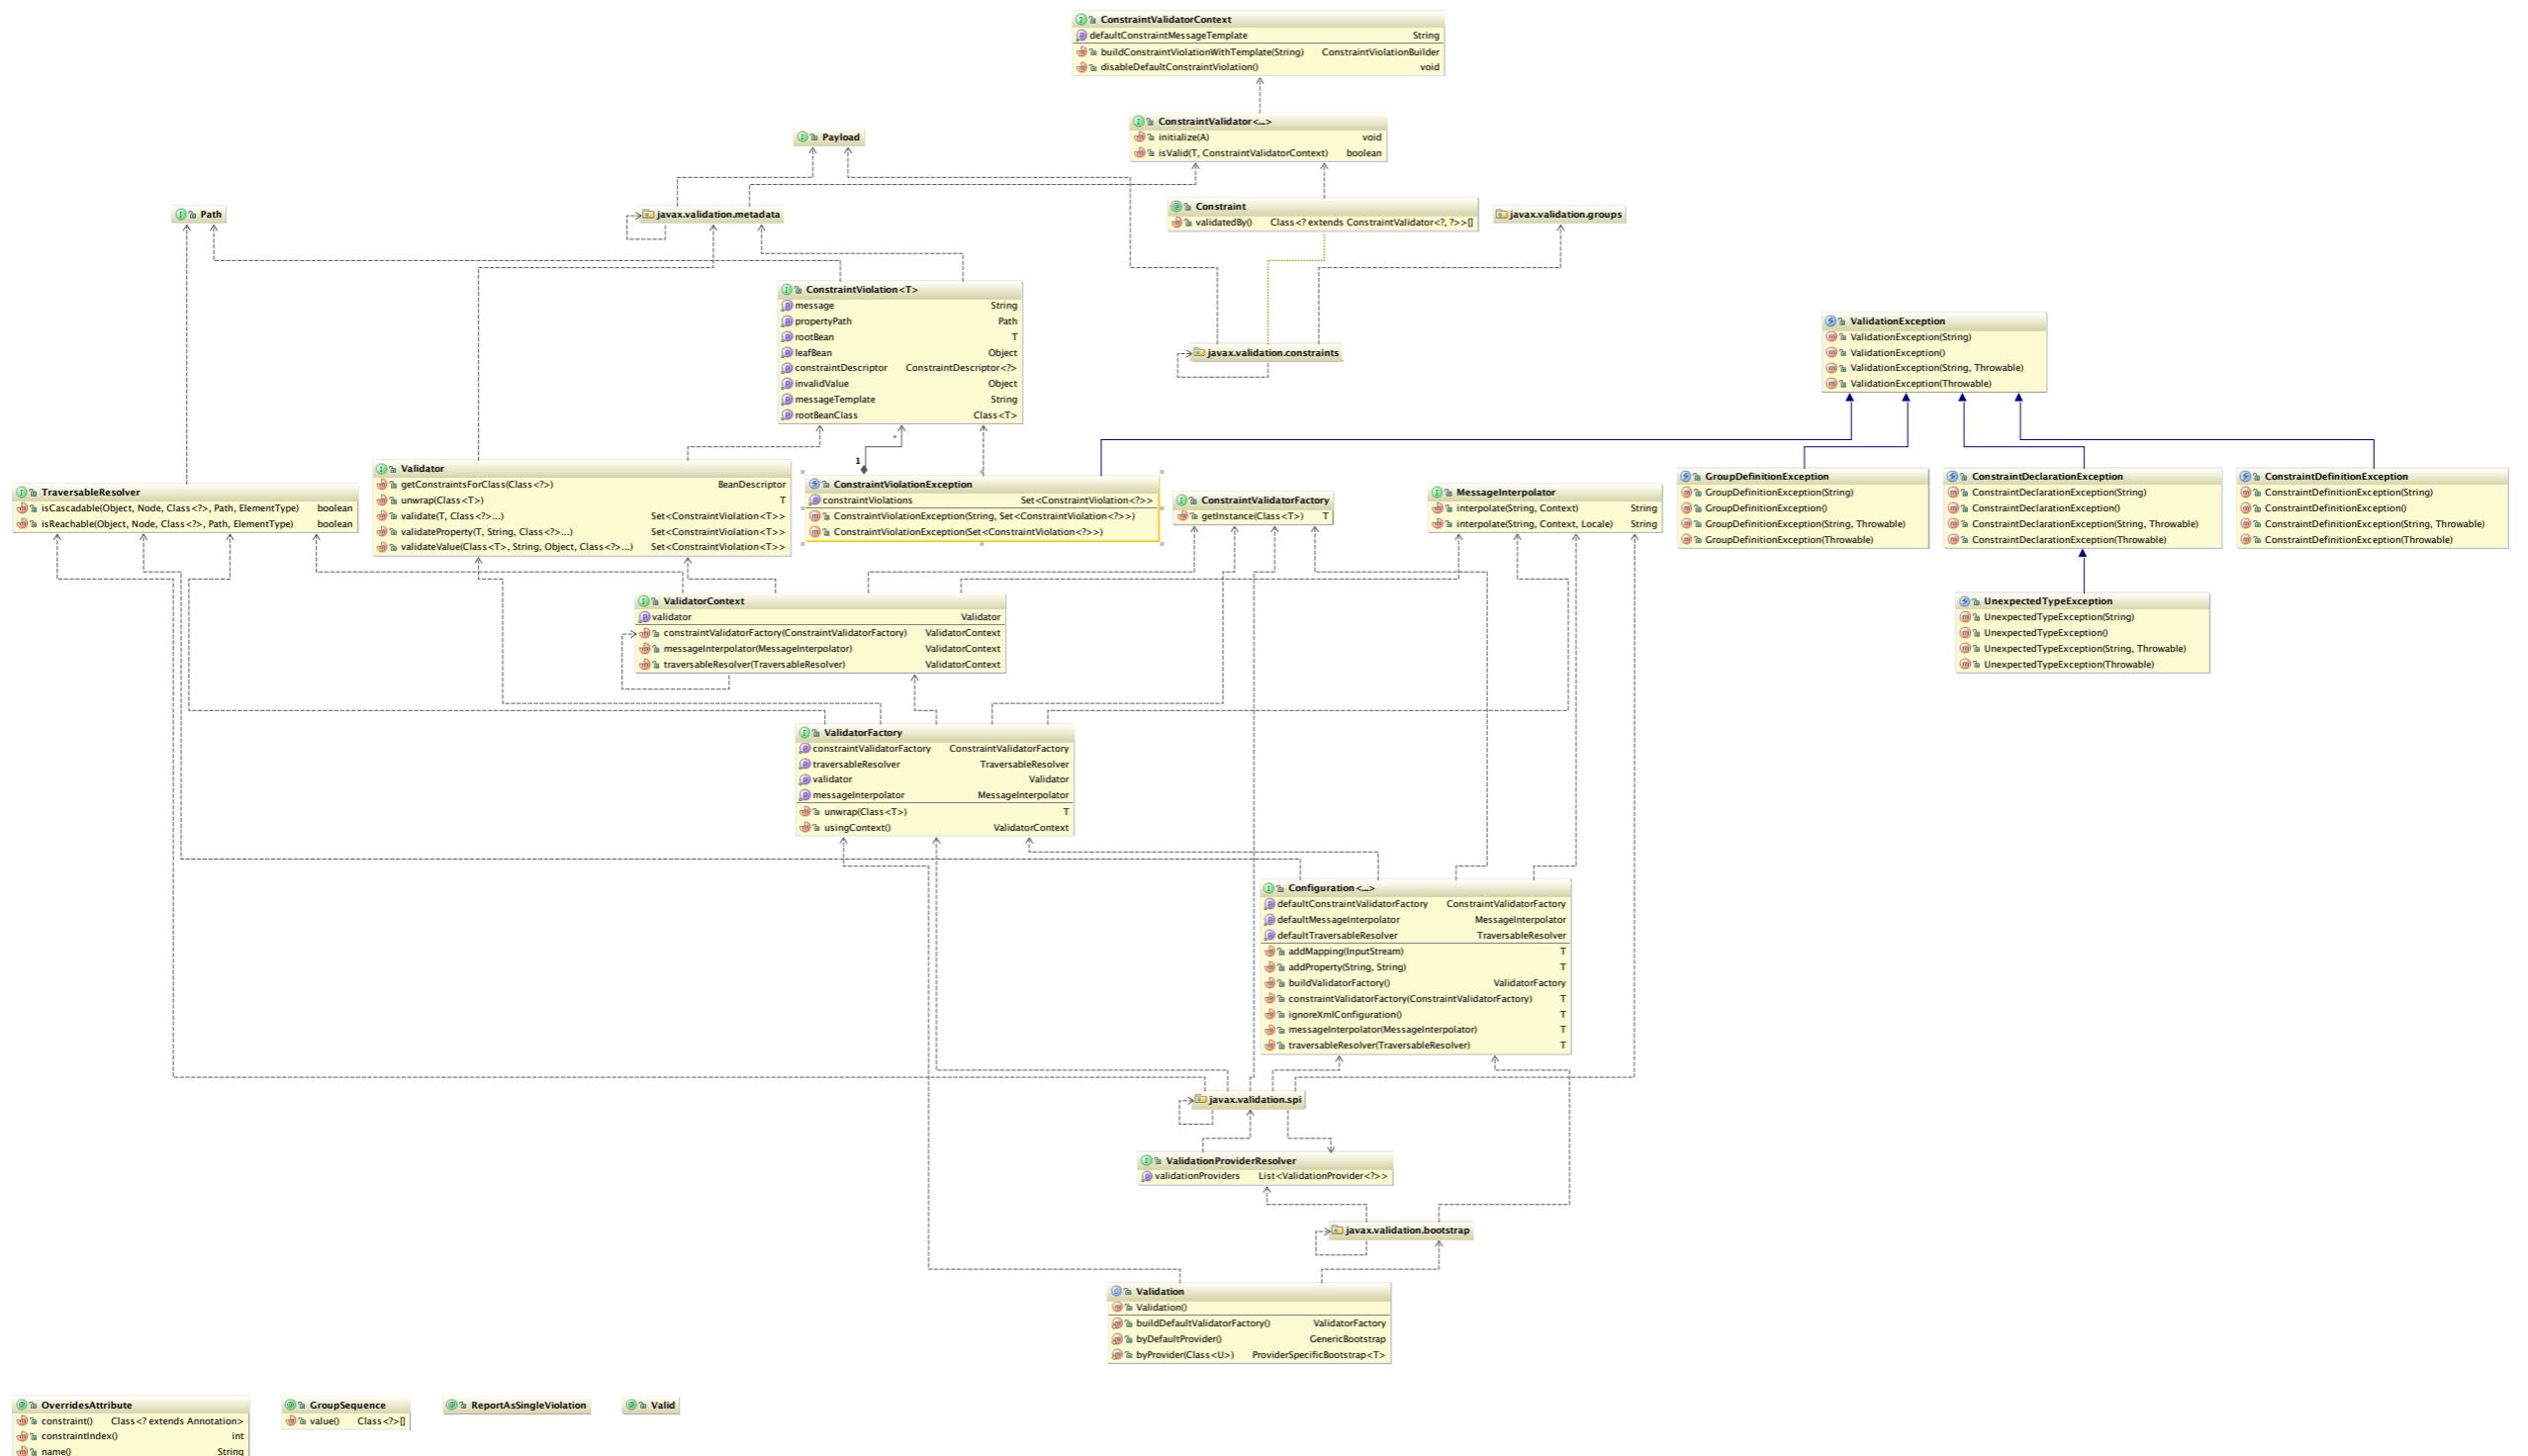 ConstraintValidatorContext
defaultConstraintMessageTemplate String
buildConstraintViolationWithTemplate(String) ConstraintViolationBuilder
disableDefaultConstraintViolation() void
ConstraintValidator<...>
initialize(A) void
isValid(T, ConstraintValidatorContext) boolean
Payload
Path
javax.validation.metadata
Constraint
validatedBy() Class<? extends ConstraintValidator<?, ?>>[]
javax.validation.groups
ConstraintViolation<T>
message String
propertyPath Path
rootBean T
leafBean Object
constraintDescriptor ConstraintDescriptor<?>
invalidValue Object
messageTemplate String
rootBeanClass Class<T>
javax.validation.constraints
ValidationException
ValidationException(String)
ValidationException()
ValidationException(String, Throwable)
ValidationException(Throwable)
*
1
TraversableResolver
isCascadable(Object, Node, Class<?>, Path, ElementType) boolean
isReachable(Object, Node, Class<?>, Path, ElementType) boolean
Validator
getConstraintsForClass(Class<?>) BeanDescriptor
unwrap(Class<T>) T
validate(T, Class<?>...) Set<ConstraintViolation<T>>
validateProperty(T, String, Class<?>...) Set<ConstraintViolation<T>>
validateValue(Class<T>, String, Object, Class<?>...) Set<ConstraintViolation<T>>
ConstraintViolationException
constraintViolations Set<ConstraintViolation<?>>
ConstraintViolationException(String, Set<ConstraintViolation<?>>)
ConstraintViolationException(Set<ConstraintViolation<?>>)
ConstraintValidatorFactory
getInstance(Class<T>) T
MessageInterpolator
interpolate(String, Context) String
interpolate(String, Context, Locale) String
GroupDefinitionException
GroupDefinitionException(String)
GroupDefinitionException()
GroupDefinitionException(String, Throwable)
GroupDefinitionException(Throwable)
ConstraintDeclarationException
ConstraintDeclarationException(String)
ConstraintDeclarationException()
ConstraintDeclarationException(String, Throwable)
ConstraintDeclarationException(Throwable)
ConstraintDefinitionException
ConstraintDefinitionException(String)
ConstraintDefinitionException()
ConstraintDefinitionException(String, Throwable)
ConstraintDefinitionException(Throwable)
ValidatorContext
validator Validator
constraintValidatorFactory(ConstraintValidatorFactory) ValidatorContext
messageInterpolator(MessageInterpolator) ValidatorContext
traversableResolver(TraversableResolver) ValidatorContext
UnexpectedTypeException
UnexpectedTypeException(String)
UnexpectedTypeException()
UnexpectedTypeException(String, Throwable)
UnexpectedTypeException(Throwable)
ValidatorFactory
constraintValidatorFactory ConstraintValidatorFactory
traversableResolver TraversableResolver
validator Validator
messageInterpolator MessageInterpolator
unwrap(Class<T>) T
usingContext() ValidatorContext
Configuration<...>
defaultConstraintValidatorFactory ConstraintValidatorFactory
defaultMessageInterpolator MessageInterpolator
defaultTraversableResolver TraversableResolver
addMapping(InputStream) T
addProperty(String, String) T
buildValidatorFactory() ValidatorFactory
constraintValidatorFactory(ConstraintValidatorFactory) T
ignoreXmlConfiguration() T
messageInterpolator(MessageInterpolator) T
traversableResolver(TraversableResolver) T
javax.validation.spi
ValidationProviderResolver
validationProviders List<ValidationProvider<?>>
javax.validation.bootstrap
Validation
Validation()
buildDefaultValidatorFactory() ValidatorFactory
byDefaultProvider() GenericBootstrap
byProvider(Class<U>) ProviderSpecificBootstrap<T>
OverridesAttribute
constraint() Class<? extends Annotation>
constraintIndex() int
name() String
GroupSequence
value() Class<?>[]
ReportAsSingleViolation
Valid